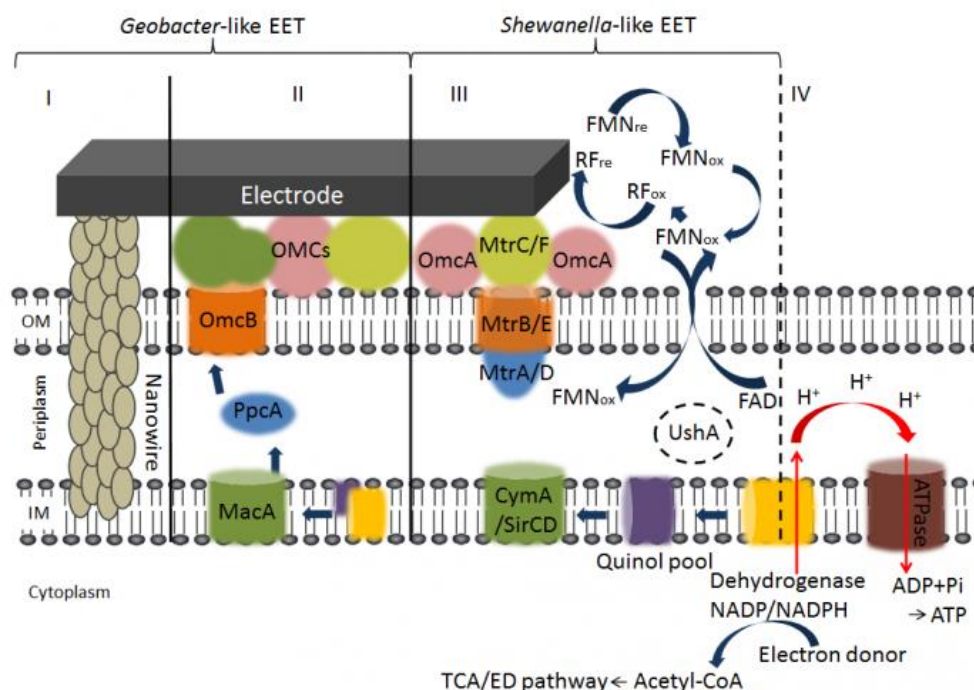 Geobacter-like EET
Shewanella-like EET
I
II
III
IV
FMNre
FMNox
RFre
RFox
FMNox
Electrode
OMCs
OmcA
MtrC/F
OmcA
OM
OmcB
MtrB/E
MtrA/D
FMNox
FAD
Periplasm
Nanowire
PpcA
UshA
H+
H+
H+
IM
MacA
CymA
/SirCD
ATPase
Quinol pool
Dehydrogenase
NADP/NADPH
ADP+Pi
→ATP
Cytoplasm
Electron donor
TCA/ED pathway ← Acetyl-CoA